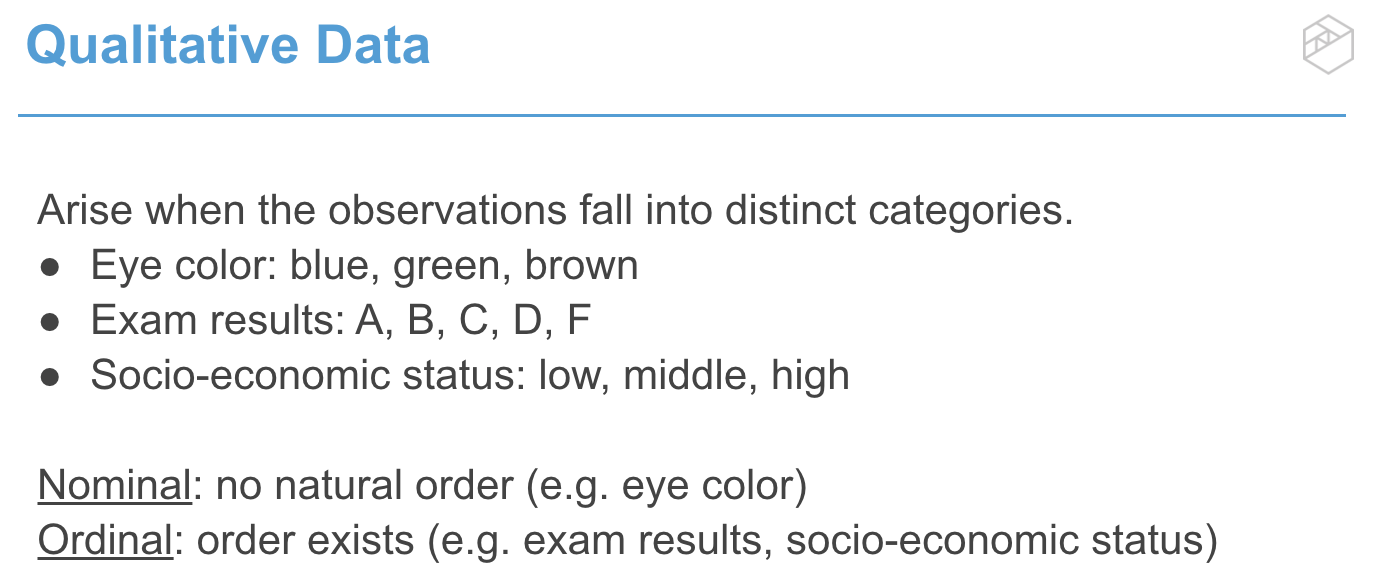 Qualitative Data
Arise when the observations fall into distinct categories.
● Eye color: blue, green, brown
● Exam results: A, B, C, D, F
● Socio-economic status: low, middle, high
Nominal: no natural order (e.g. eye color)
Ordinal: order exists (e.g. exam results, socio-economic status)